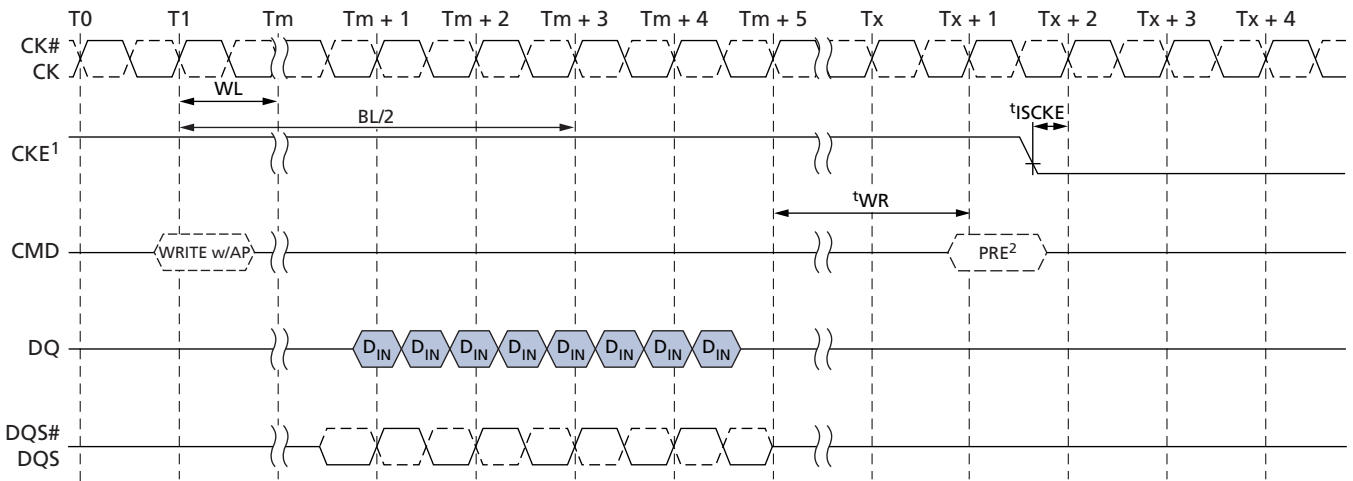 T0 T1 Tm Tm + 1 Tm + 2 Tm + 3 Tm + 4 Tm + 5 Tx Tx + 1 Tx + 2 Tx + 3 Tx + 4
CK#
CK
WL
BL/2
tISCKE
CKE1
tWR
CMD WRITE w/AP PRE2
DQ DIN DIN DIN DIN DIN DIN DIN DIN
DQS#
DQS